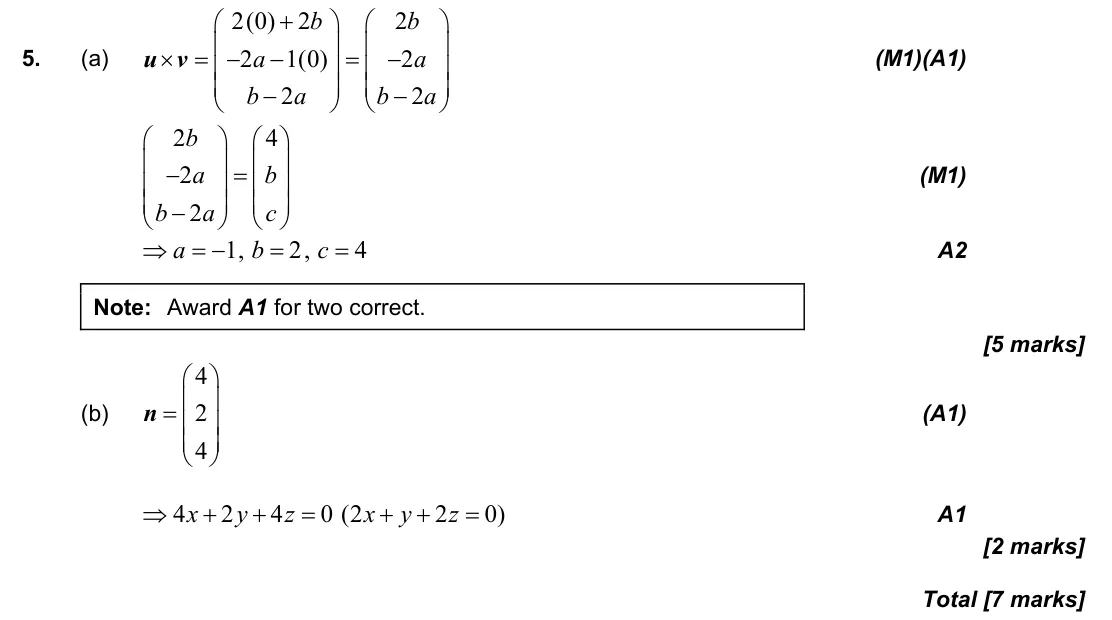 5. (a) u × v = ( 2(0) + 2b ; −2a − 1(0) ; b − 2a ) = ( 2b ; −2a ; b − 2a ) (M1)(A1)
( 2b ; −2a ; b − 2a ) = ( 4 ; b ; c ) (M1)
⇒ a = −1, b = 2, c = 4 A2
Note: Award A1 for two correct.
[5 marks]
(b) n = ( 4 ; 2 ; 4 ) (A1)
⇒ 4x + 2y + 4z = 0 (2x + y + 2z = 0) A1
[2 marks]
Total [7 marks]